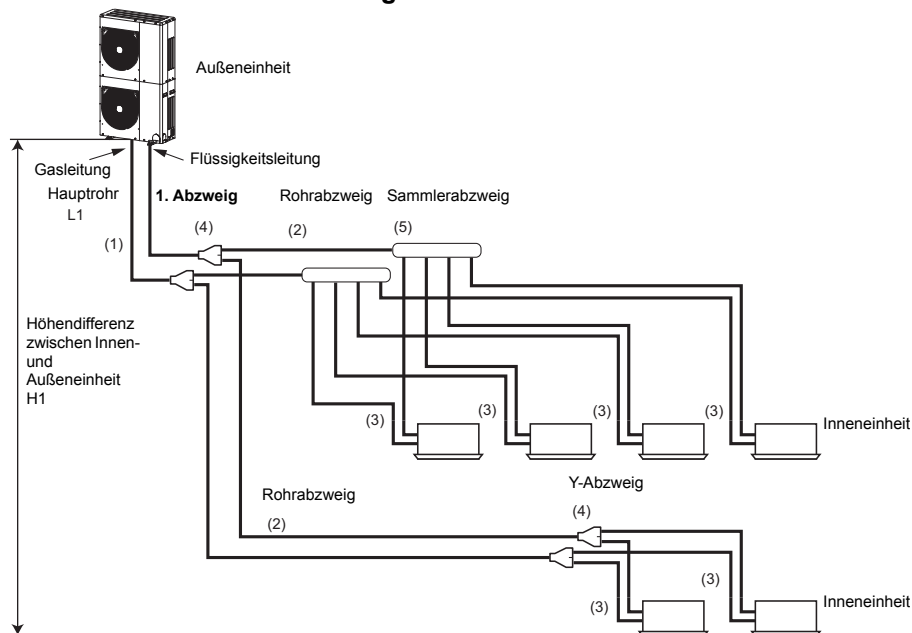 Außeneinheit
Gasleitung
Flüssigkeitsleitung
Hauptrohr
L1
1. Abzweig
Rohrabzweig
Sammlerabzweig
(1)
(4)
(2)
(5)
Höhendifferenz
zwischen Innen-
und
Außeneinheit
H1
(3)
(3)
(3)
(3)
Inneneinheit
Rohrabzweig
(2)
Y-Abzweig
(4)
(3)
(3)
Inneneinheit